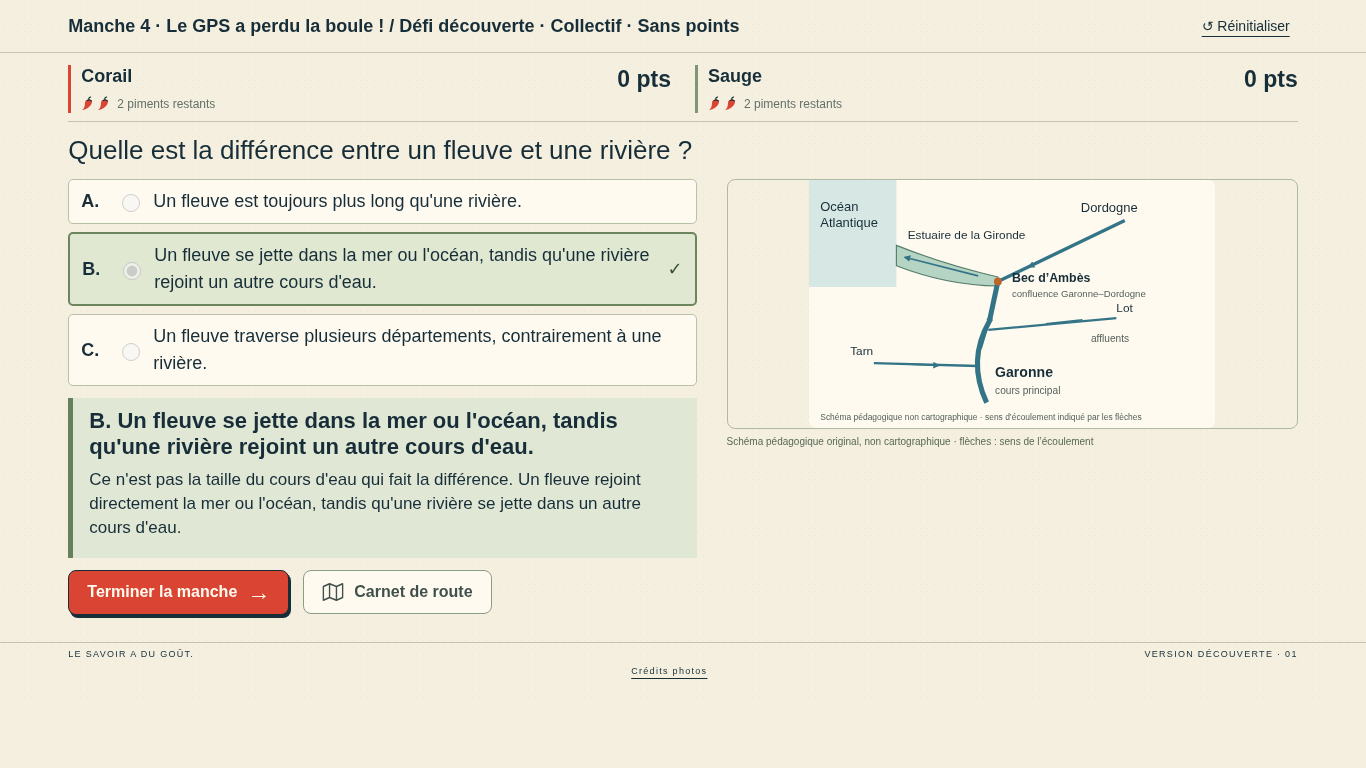 Manche 4 · Le GPS a perdu la boule ! / Défi découverte · Collectif · Sans points
↺ Réinitialiser
Corail
0 pts
2 piments restants
Sauge
0 pts
2 piments restants
Quelle est la différence entre un fleuve et une rivière ?
A. Un fleuve est toujours plus long qu'une rivière.
B. Un fleuve se jette dans la mer ou l'océan, tandis qu'une rivière
rejoint un autre cours d'eau. ✓
C. Un fleuve traverse plusieurs départements, contrairement à une
rivière.
B. Un fleuve se jette dans la mer ou l'océan, tandis
qu'une rivière rejoint un autre cours d'eau.
Ce n'est pas la taille du cours d'eau qui fait la différence. Un fleuve rejoint
directement la mer ou l'océan, tandis qu'une rivière se jette dans un autre
cours d'eau.
Terminer la manche →
Carnet de route
Océan
Atlantique
Dordogne
Estuaire de la Gironde
Bec d’Ambès
confluence Garonne–Dordogne
Lot
affluents
Tarn
Garonne
cours principal
Schéma pédagogique non cartographique · sens d'écoulement indiqué par les flèches
Schéma pédagogique original, non cartographique · flèches : sens de l’écoulement
LE SAVOIR A DU GOÛT.
VERSION DÉCOUVERTE · 01
Crédits photos